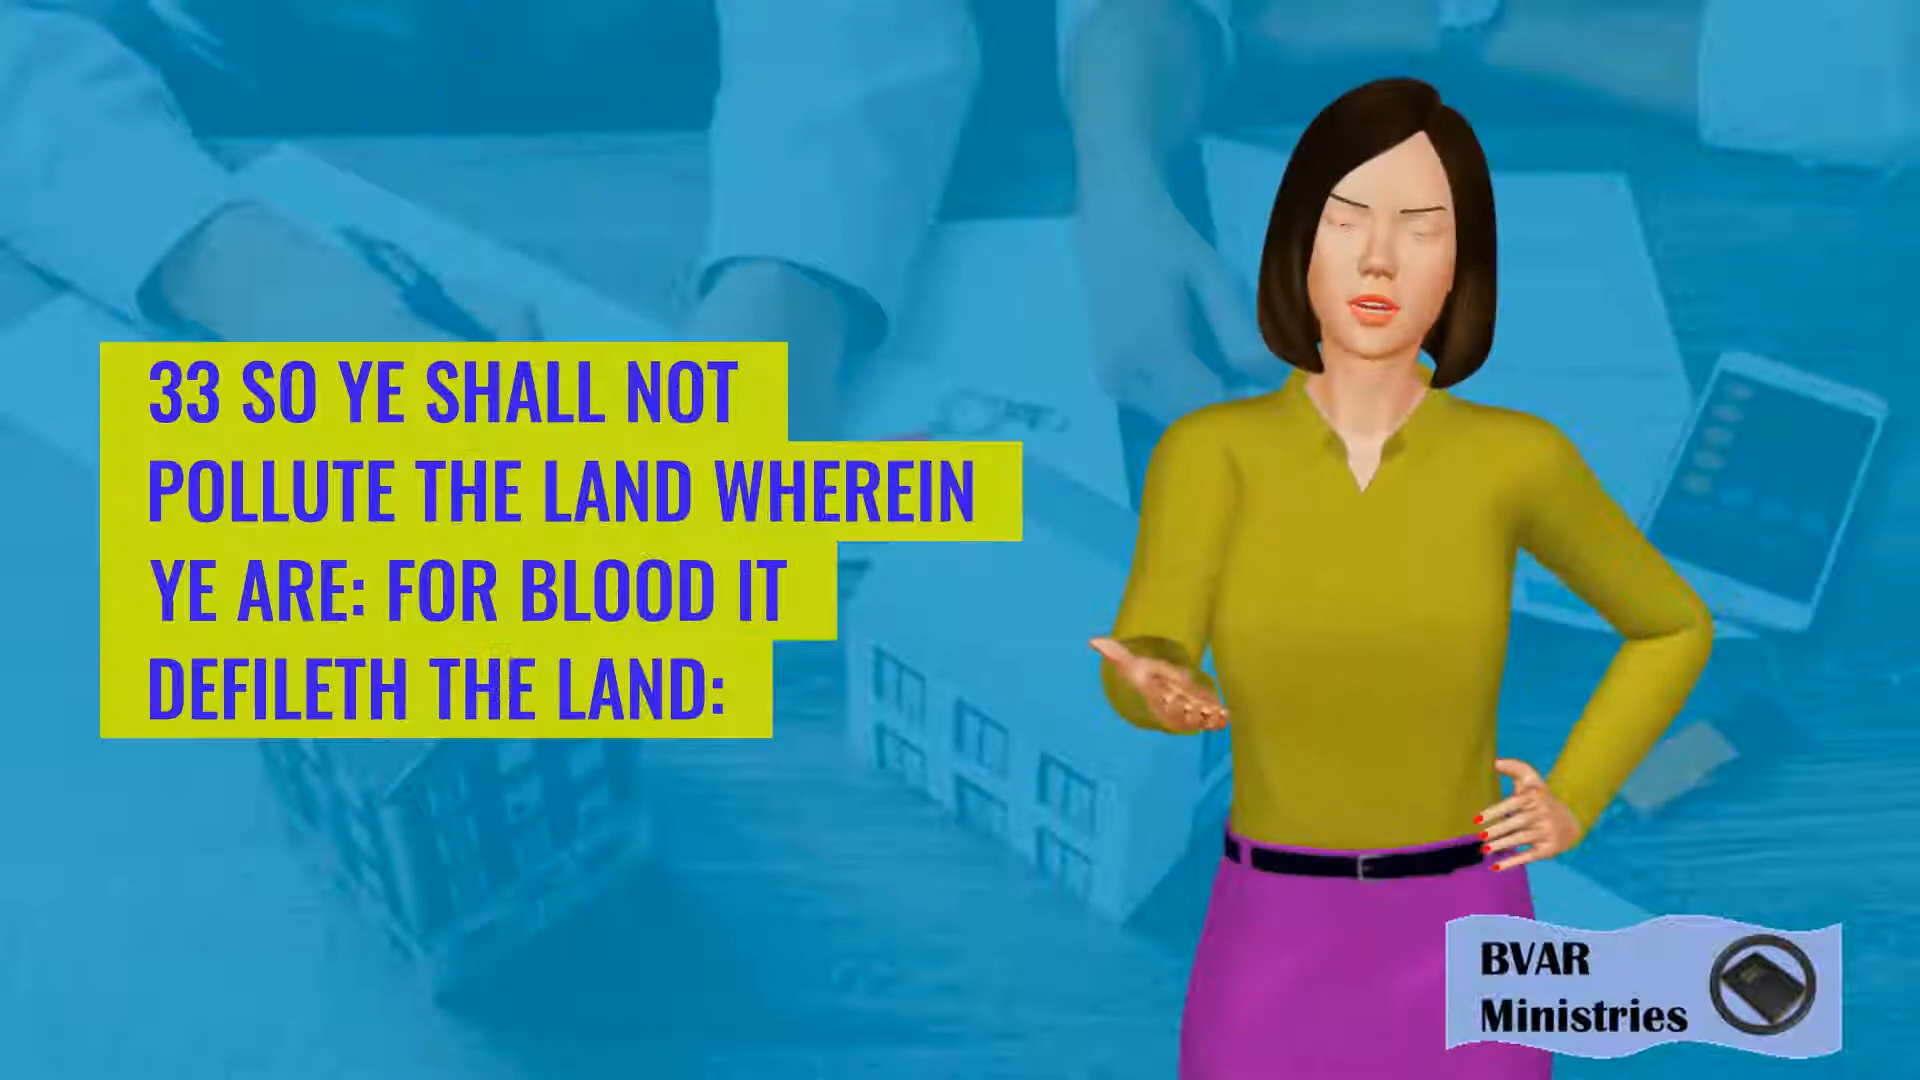 33 SO YE SHALL NOT
POLLUTE THE LAND WHEREIN
YE ARE: FOR BLOOD IT
DEFILETH THE LAND:
BVAR
Ministries